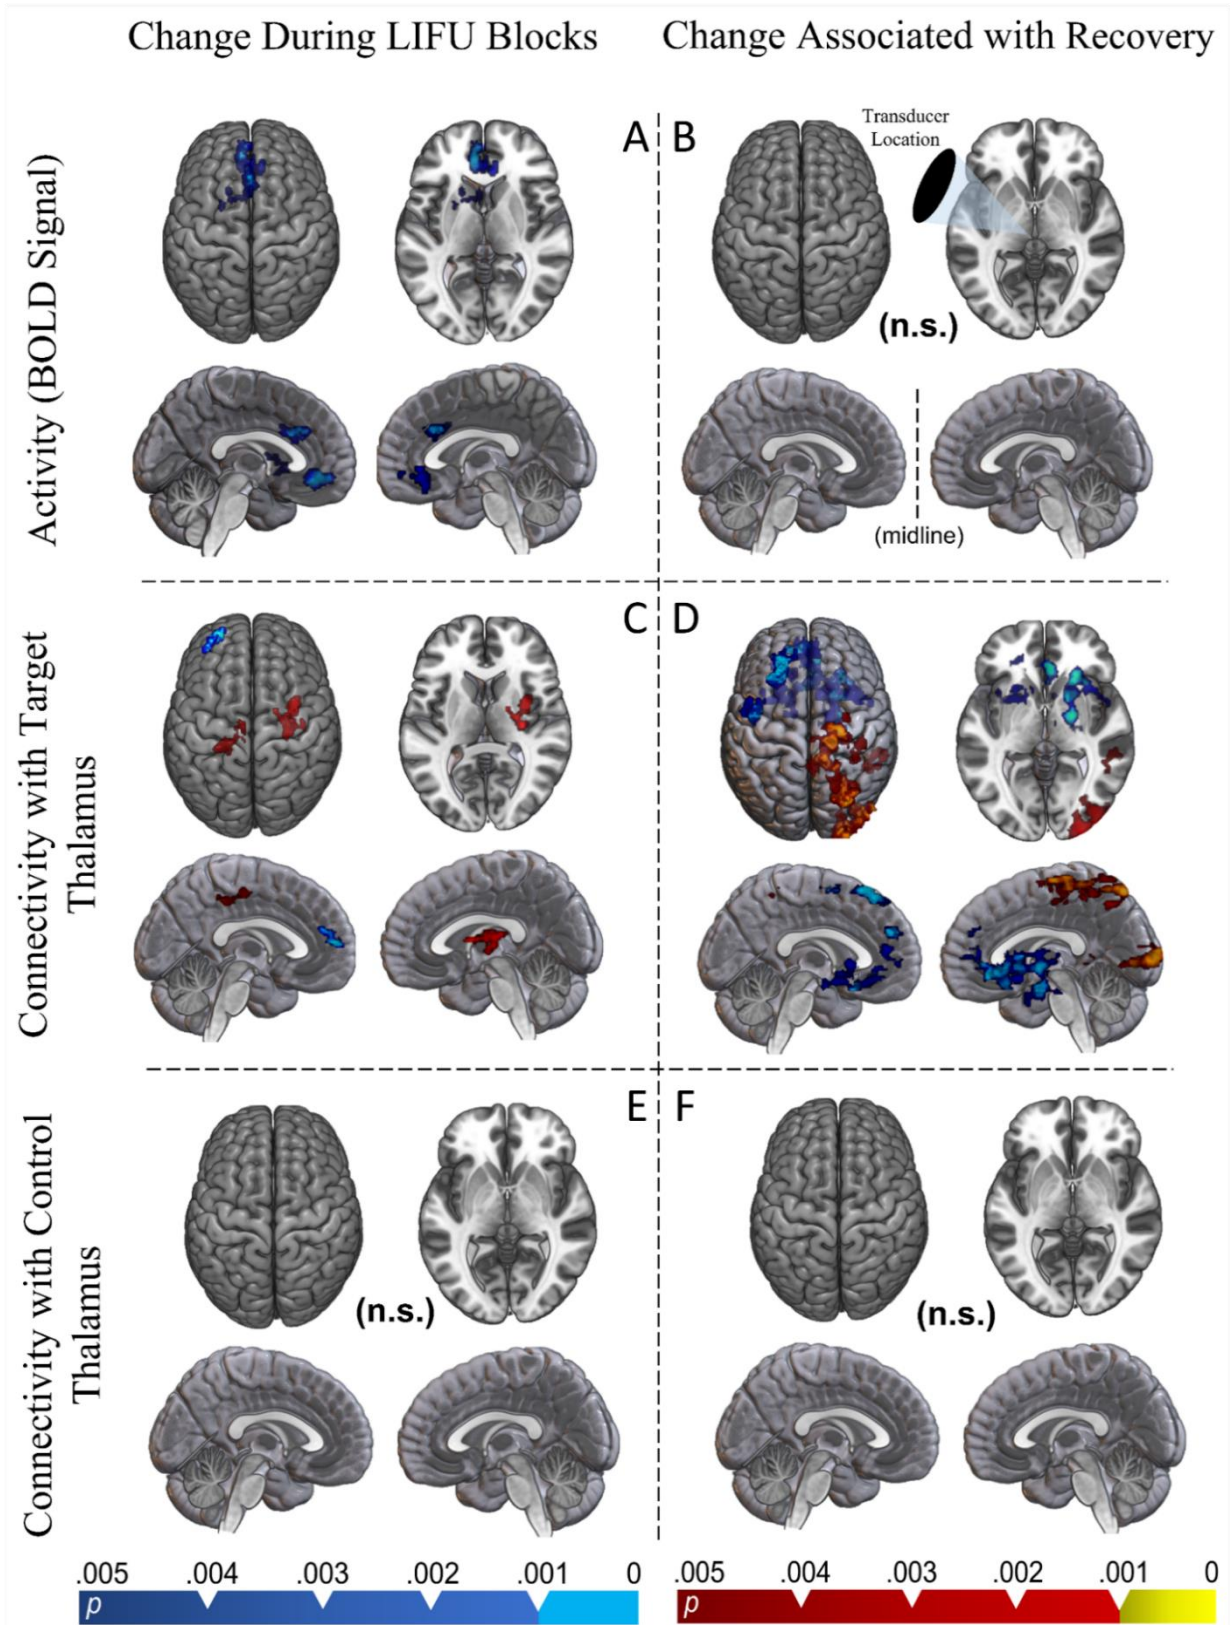 Change During LIFU Blocks
Change Associated with Recovery
Activity (BOLD Signal)
A
B
Transducer
Location
(n.s.)
(midline)
Connectivity with Target
Thalamus
C
D
Connectivity with Control
Thalamus
E
F
(n.s.)
(n.s.)
.005 .004 .003 .002 .001 0
p
.005 .004 .003 .002 .001 0
p